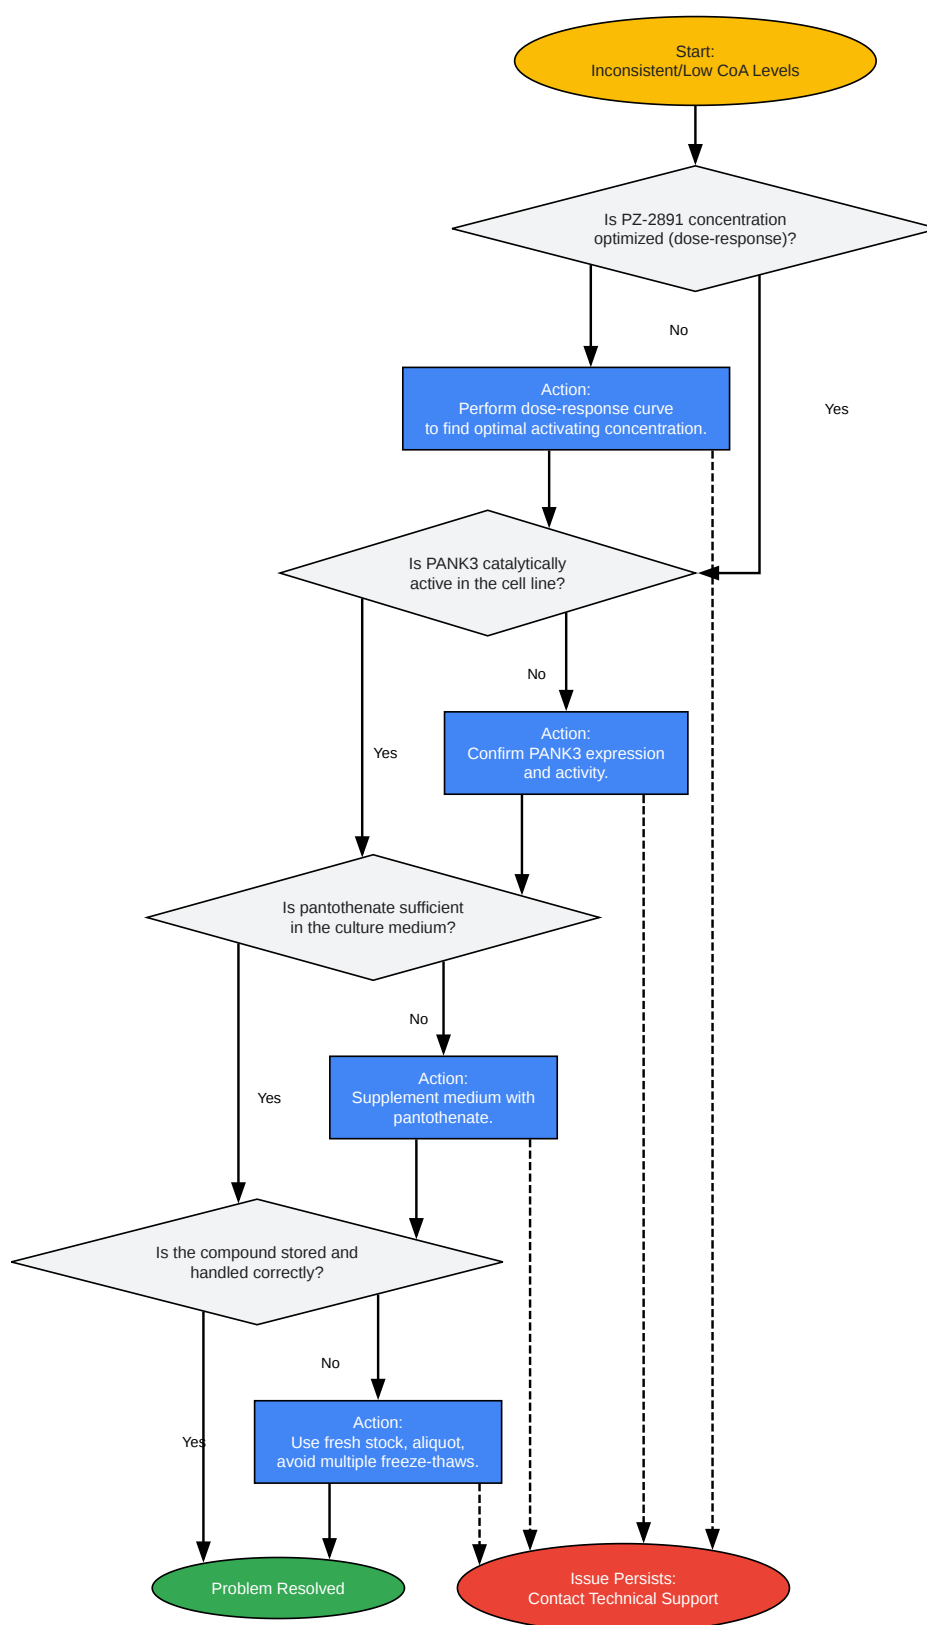 Start:
Inconsistent/Low CoA Levels
Is PZ-2891 concentration
optimized (dose-response)?
No
Yes
Action:
Perform dose-response curve
to find optimal activating concentration.
Is PANK3 catalytically
active in the cell line?
No
Yes
Action:
Confirm PANK3 expression
and activity.
Is pantothenate sufficient
in the culture medium?
No
Yes
Action:
Supplement medium with
pantothenate.
Is the compound stored and
handled correctly?
No
Yes
Action:
Use fresh stock, aliquot,
avoid multiple freeze-thaws.
Problem Resolved
Issue Persists:
Contact Technical Support